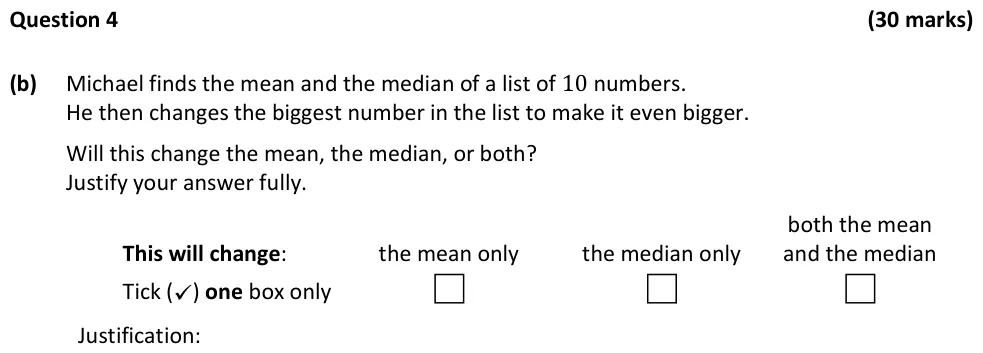 Question 4 (30 marks)
(b) Michael finds the mean and the median of a list of 10 numbers.
He then changes the biggest number in the list to make it even bigger.
Will this change the mean, the median, or both?
Justify your answer fully.
both the mean
This will change: the mean only the median only and the median
Tick (✓) one box only
Justification: